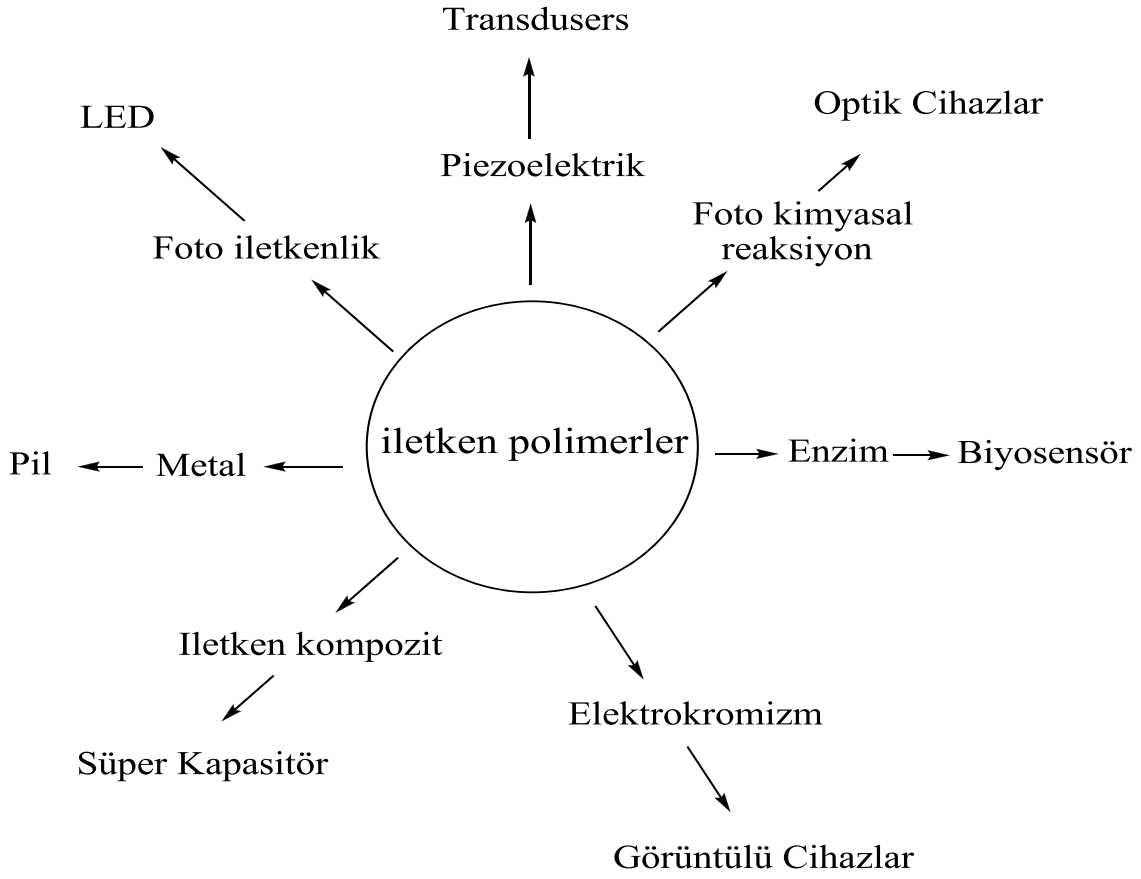 Transdusers
LED
Optik Cihazlar
Piezoelektrik
Foto kimyasal
reaksiyon
Foto iletkenlik
iletken polimerler
Pil
Metal
Enzim
Biyosensör
Iletken kompozit
Elektrokromizm
Süper Kapasitör
Görüntülü Cihazlar